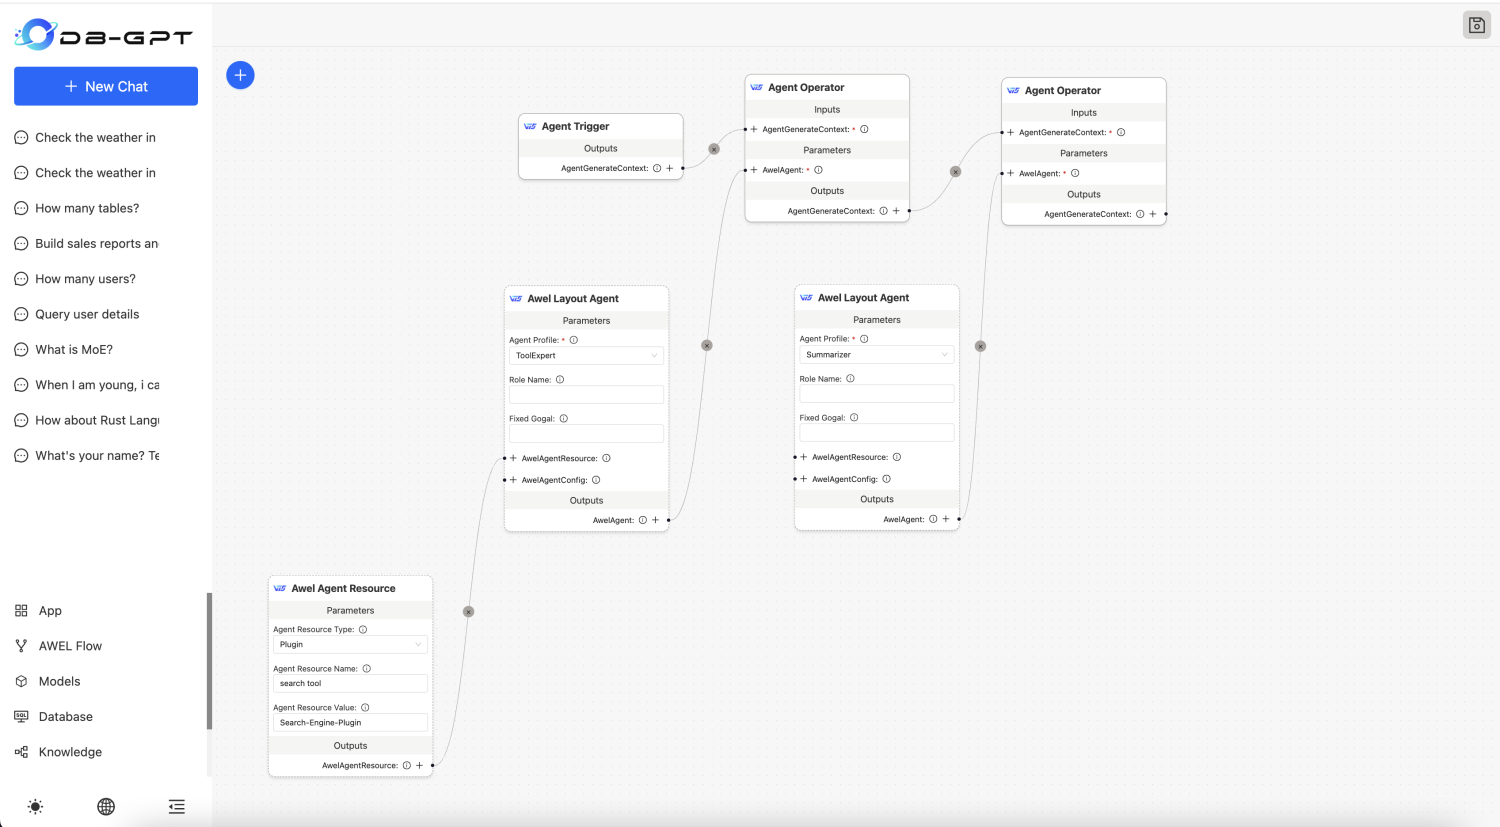 DB-GPT
+ New Chat
Check the weather in
Check the weather in
How many tables?
Build sales reports an
How many users?
Query user details
What is MoE?
When I am young, i ca
How about Rust Langu
What's your name? Te
App
AWEL Flow
Models
SQL
Database
Knowledge
Agent Trigger
Outputs
AgentGenerateContext: +
Agent Operator
Inputs
+ AgentGenerateContext: *
Parameters
+ AwelAgent: *
Outputs
AgentGenerateContext: +
Agent Operator
Inputs
+ AgentGenerateContext: *
Parameters
+ AwelAgent: *
Outputs
AgentGenerateContext: +
Awel Layout Agent
Parameters
Agent Profile: *
ToolExpert
Role Name:
Fixed Gogal:
+ AwelAgentResource:
+ AwelAgentConfig:
Outputs
AwelAgent: +
Awel Layout Agent
Parameters
Agent Profile: *
Summarizer
Role Name:
Fixed Gogal:
+ AwelAgentResource:
+ AwelAgentConfig:
Outputs
AwelAgent: +
Awel Agent Resource
Parameters
Agent Resource Type:
Plugin
Agent Resource Name:
search tool
Agent Resource Value:
Search-Engine-Plugin
Outputs
AwelAgentResource: +